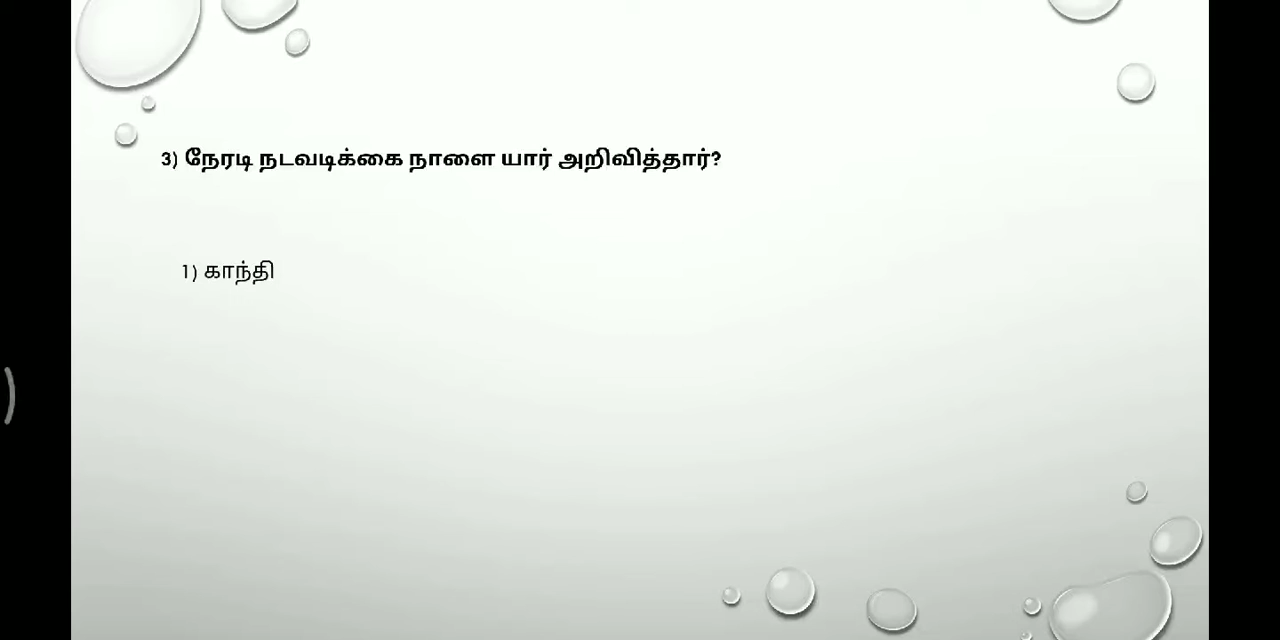 3) நேரடி நடவடிக்கை நாளை யார் அறிவித்தார்?
1) காந்தி